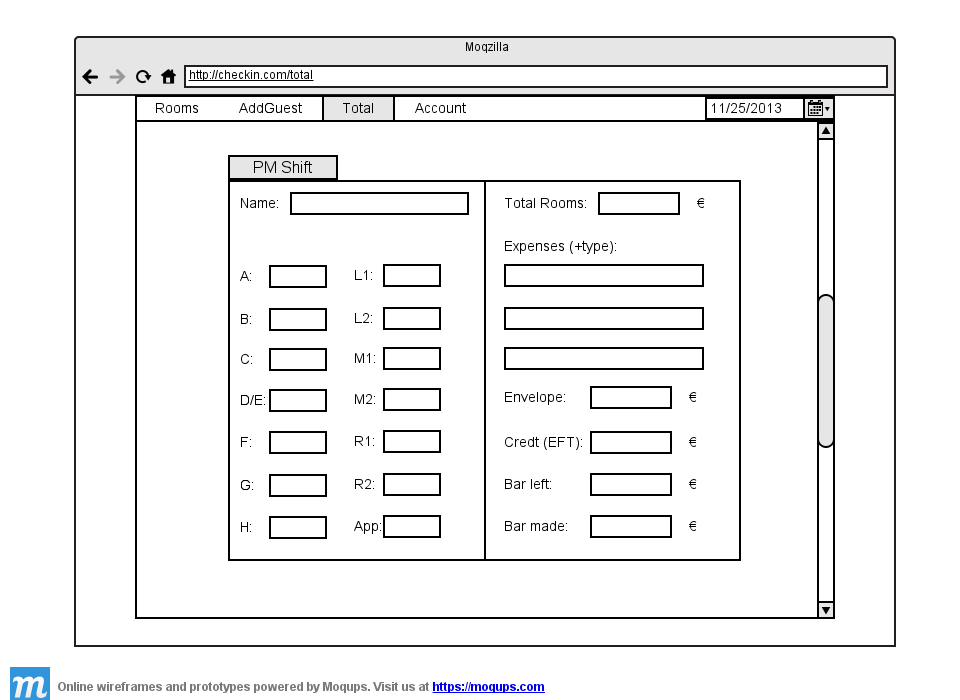 Moqzilla
http://checkin.com/total
Rooms AddGuest Total Account 11/25/2013
PM Shift
Name: Total Rooms: €
Expenses (+type):
A: L1:
B: L2:
C: M1:
D/E: M2: Envelope: €
F: R1: Credt (EFT): €
G: R2: Bar left: €
H: App: Bar made: €
m Online wireframes and prototypes powered by Moqups. Visit us at https://moqups.com